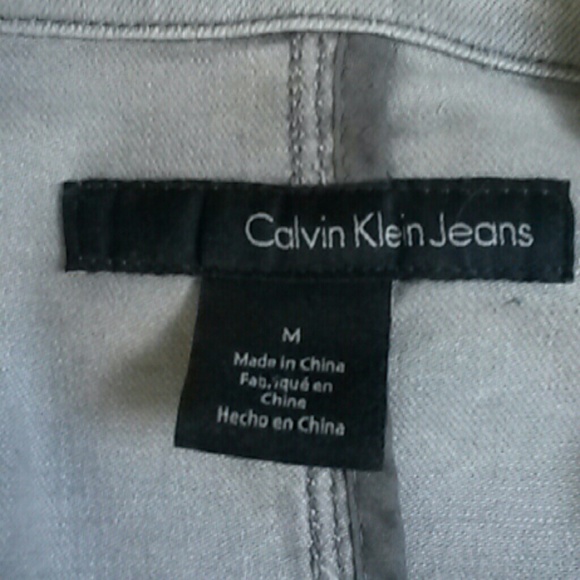 Calvin Klein Jeans
M
Made in China
Fabriqué en
Chine
Hecho en China